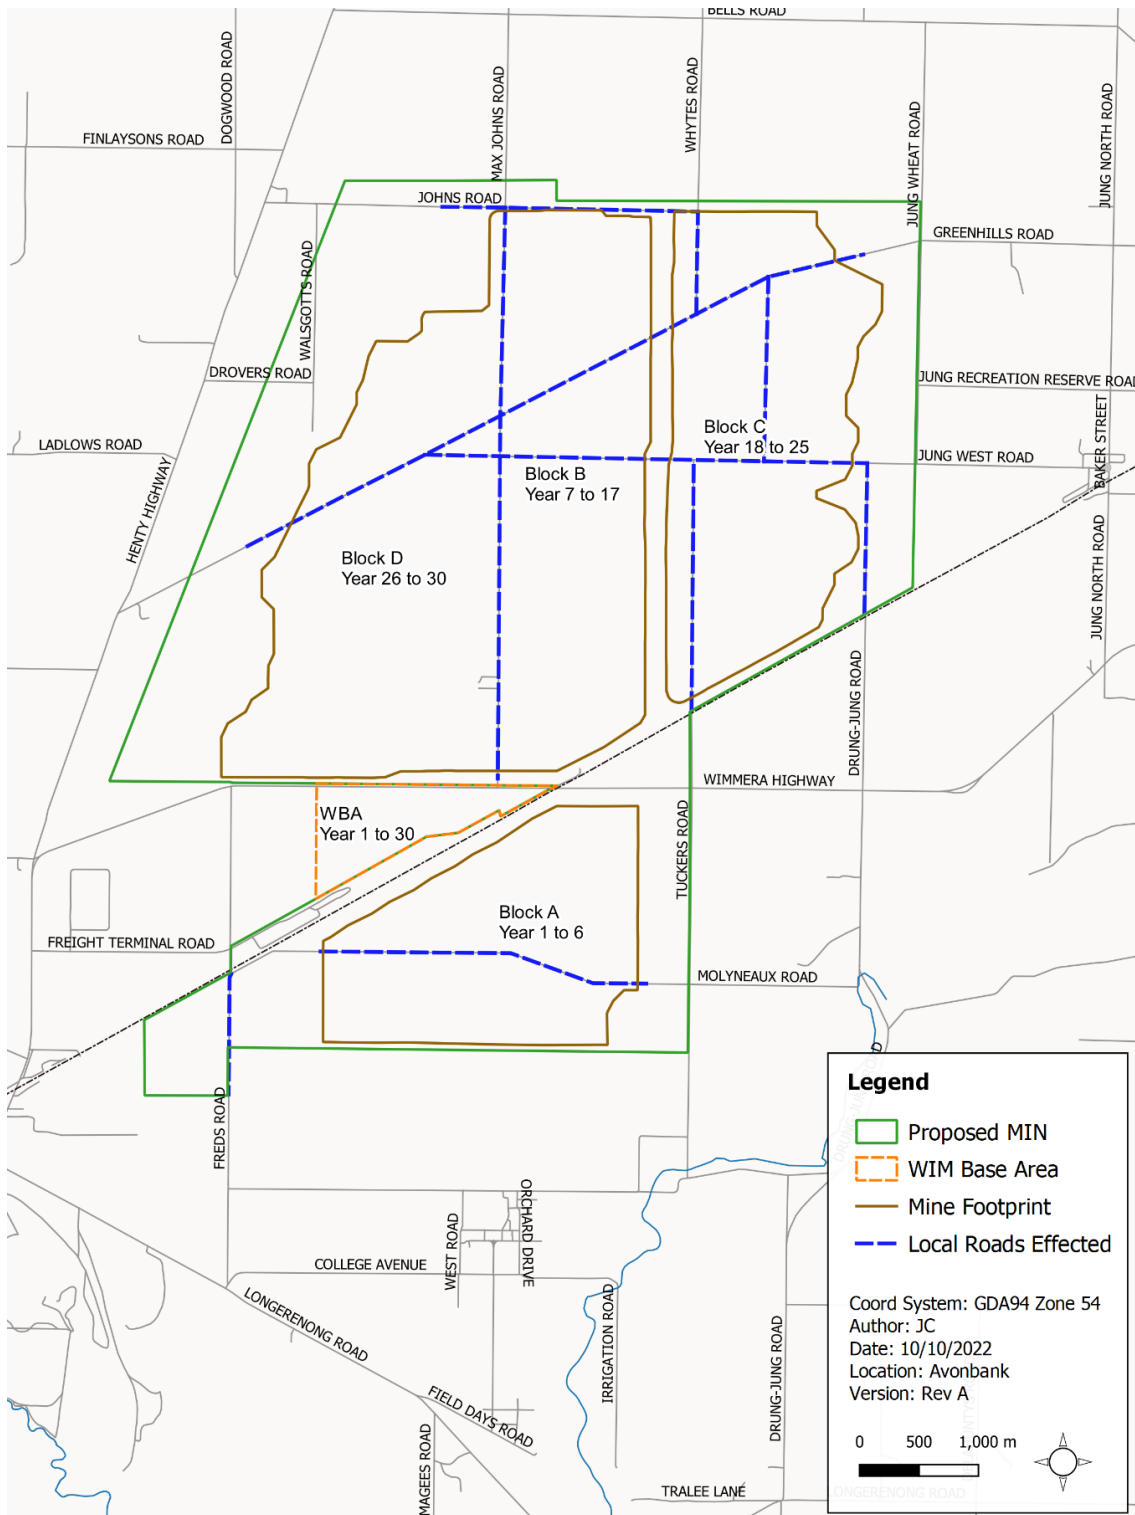 BELLS ROAD
DOGWOOD ROAD
MAX JOHNS ROAD
WHYTES ROAD
JUNG WHEAT ROAD
JUNG NORTH ROAD
FINLAYSONS ROAD
JOHNS ROAD
GREENHILLS ROAD
WALSGOTTS ROAD
DROVERS ROAD
JUNG RECREATION RESERVE ROAD
LADLOWS ROAD
HENTY HIGHWAY
Block C
Year 18 to 25
JUNG WEST ROAD
BAKER STREET
Block B
Year 7 to 17
Block D
Year 26 to 30
JUNG NORTH ROAD
DRUNG-JUNG ROAD
WIMMERA HIGHWAY
WBA
Year 1 to 30
TUCKERS ROAD
Block A
Year 1 to 6
FREIGHT TERMINAL ROAD
MOLYNEAUX ROAD
FREDS ROAD
DRUNG JUNG ROAD
ORCHARD DRIVE
WEST ROAD
COLLEGE AVENUE
LONGERENONG ROAD
IRRIGATION ROAD
DRUNG-JUNG ROAD
FIELD DAYS ROAD
MAGEES ROAD
TRALEE LANE
LONGERENONG ROAD
Legend
Proposed MIN
WIM Base Area
Mine Footprint
Local Roads Effected
Coord System: GDA94 Zone 54
Author: JC
Date: 10/10/2022
Location: Avonbank
Version: Rev A
0 500 1,000 m